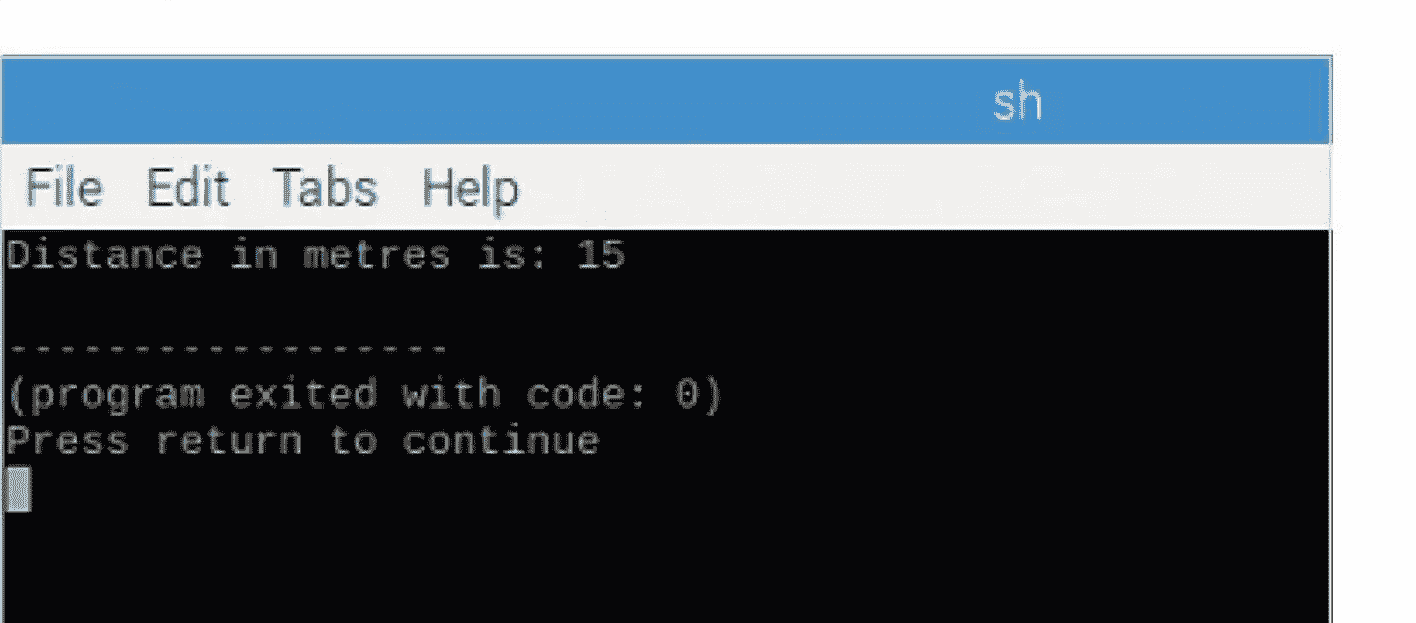 sh
File Edit Tabs Help
Distance in metres is: 15
------------------
(program exited with code: 0)
Press return to continue